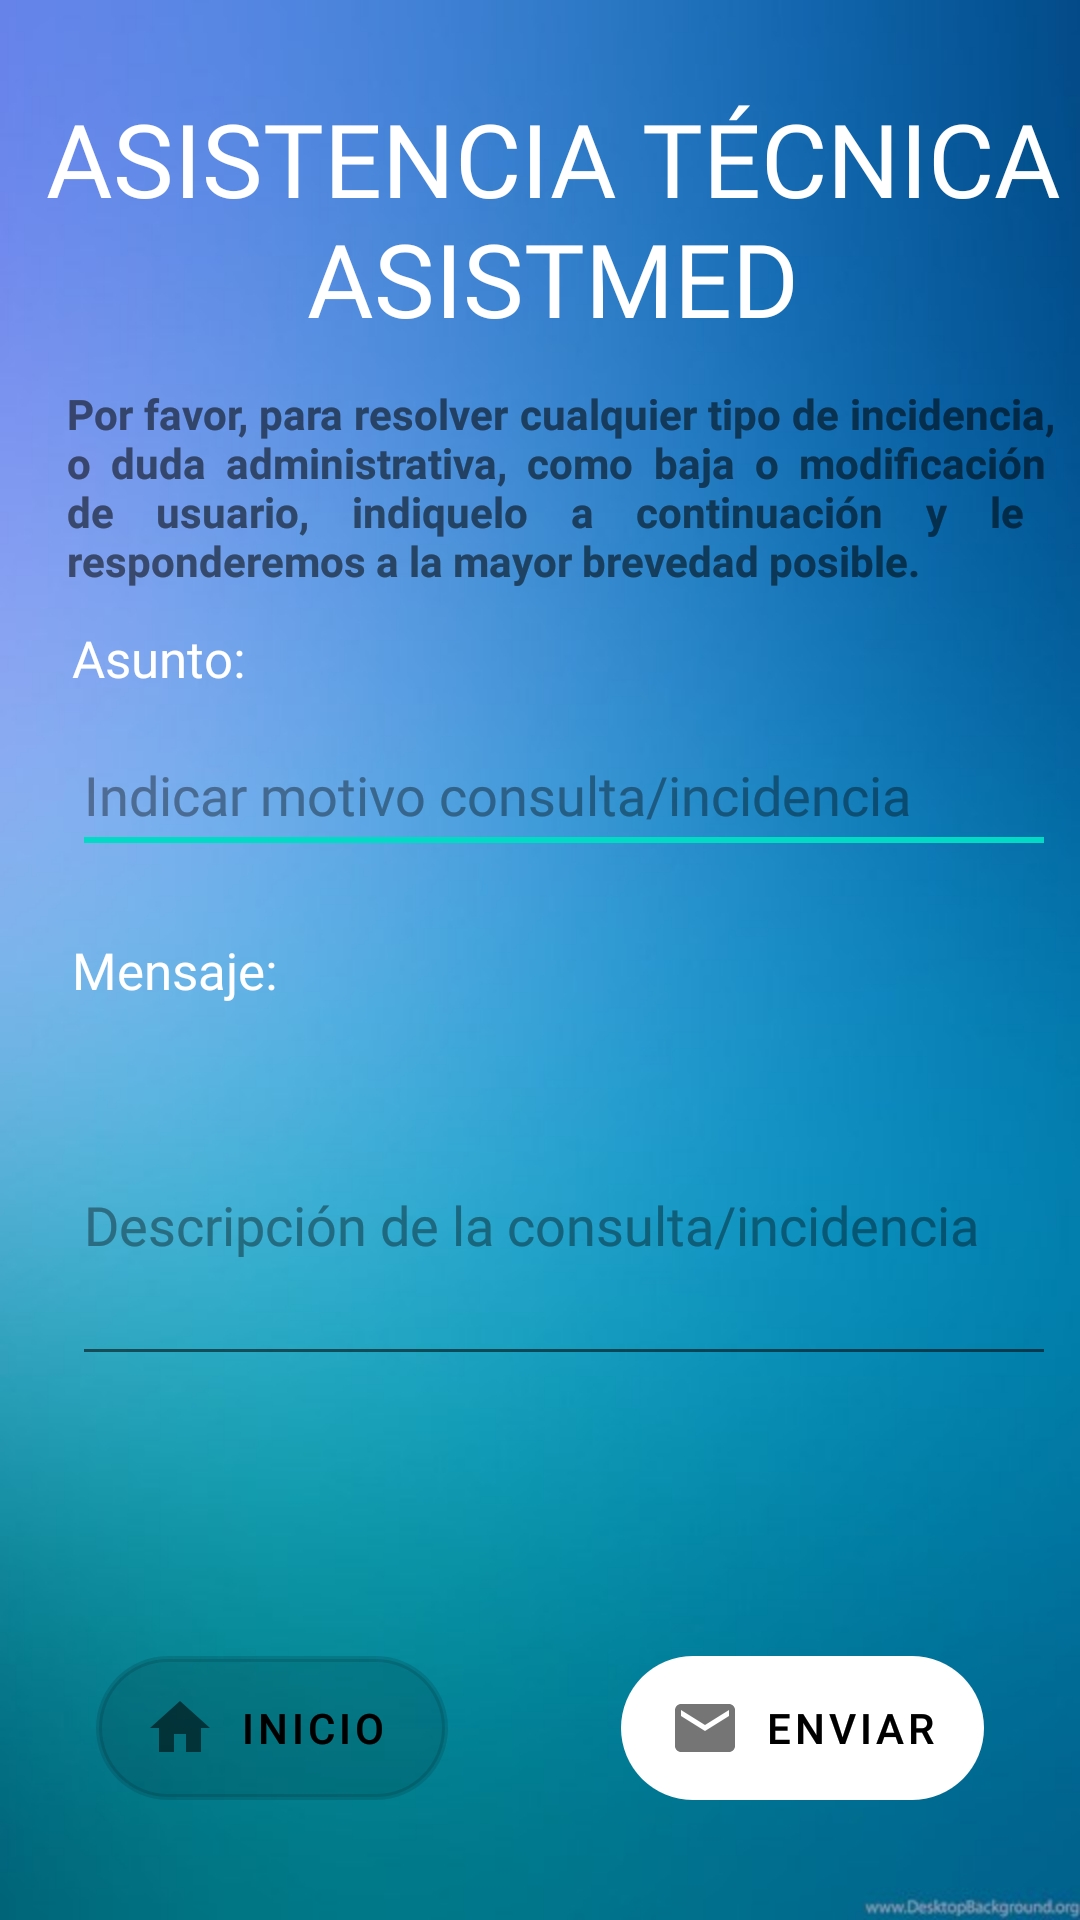 ASISTENCIA TÉCNICA
ASISTMED
Por favor, para resolver cualquier tipo de incidencia,
o duda administrativa, como baja o modificación
de usuario, indiquelo a continuación y le
responderemos a la mayor brevedad posible.
Asunto:
Indicar motivo consulta/incidencia
Mensaje:
Descripción de la consulta/incidencia
INICIO
ENVIAR
www.DesktopBackground.org